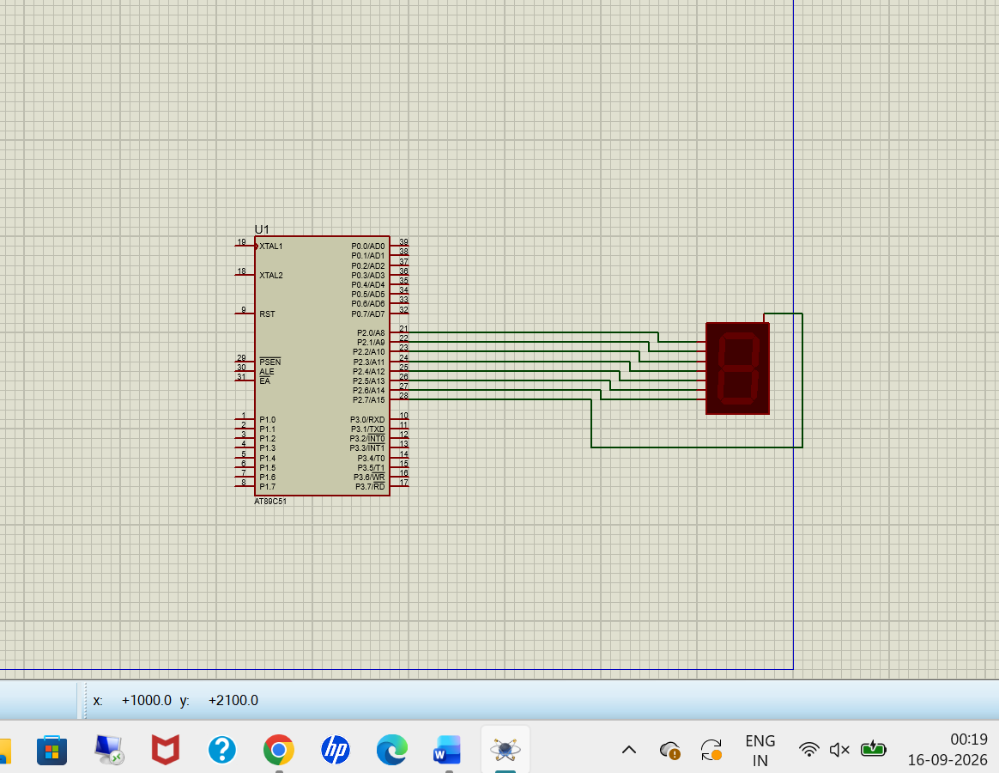 U1
19 XTAL1
18 XTAL2
9 RST
29 PSEN
30 ALE
31 EA
1 P1.0
2 P1.1
3 P1.2
4 P1.3
5 P1.4
6 P1.5
7 P1.6
8 P1.7
P0.0/AD0 39
P0.1/AD1 38
P0.2/AD2 37
P0.3/AD3 36
P0.4/AD4 35
P0.5/AD5 34
P0.6/AD6 33
P0.7/AD7 32
P2.0/A8 21
P2.1/A9 22
P2.2/A10 23
P2.3/A11 24
P2.4/A12 25
P2.5/A13 26
P2.6/A14 27
P2.7/A15 28
P3.0/RXD 10
P3.1/TXD 11
P3.2/INT0 12
P3.3/INT1 13
P3.4/T0 14
P3.5/T1 15
P3.6/WR 16
P3.7/RD 17
AT89C51
x: +1000.0 y: +2100.0
hp
W
ENG
IN
00:19
16-09-2026